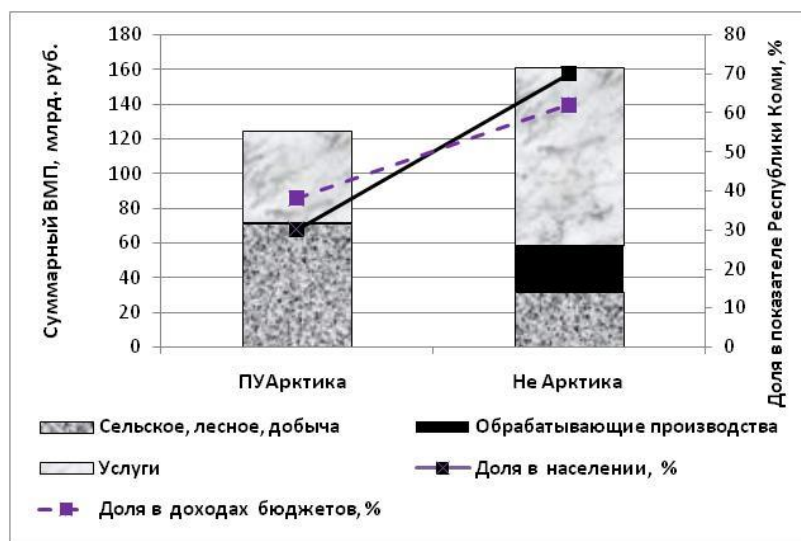 Суммарный ВМП, млрд. руб.
180
160
140
120
100
80
60
40
20
0
80
70
60
50
40
30
20
10
0
Доля в показателе Республики Коми, %
ПУАрктика
Не Арктика
Сельское, лесное, добыча
Обрабатывающие производства
Услуги
Доля в населении, %
Доля в доходах бюджетов, %